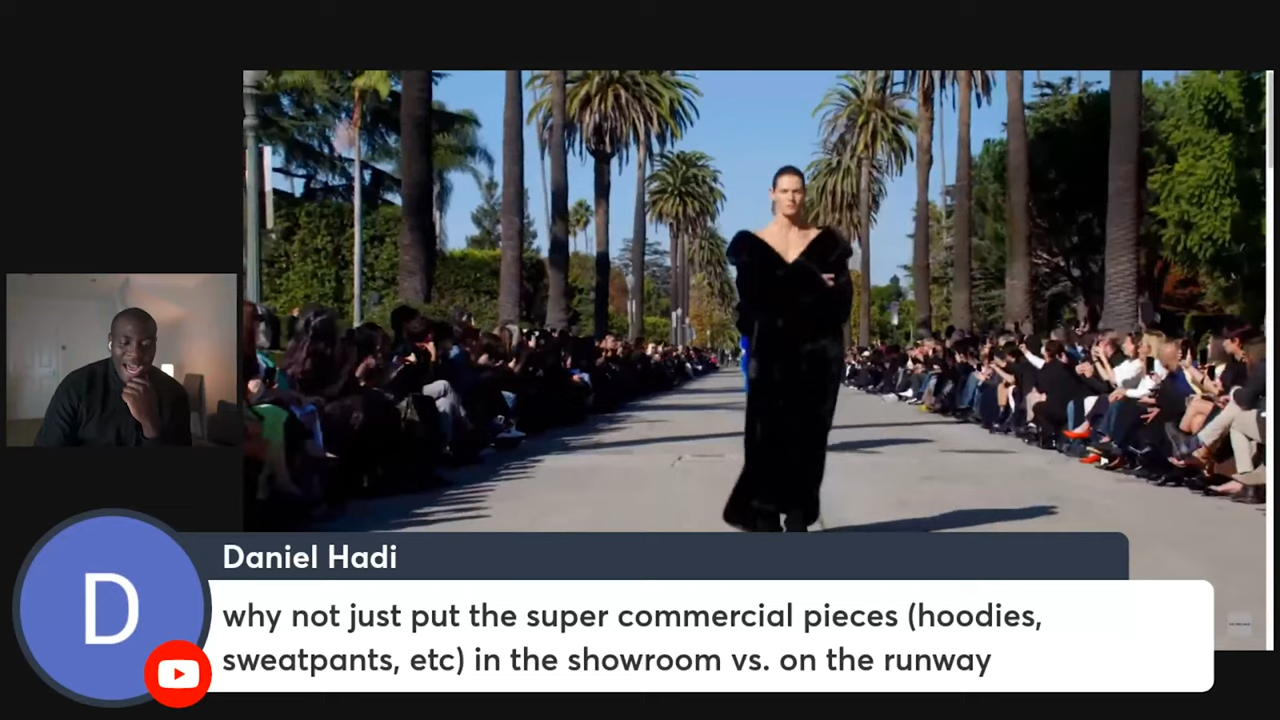 Daniel Hadi
D
why not just put the super commercial pieces (hoodies,
sweatpants, etc) in the showroom vs. on the runway